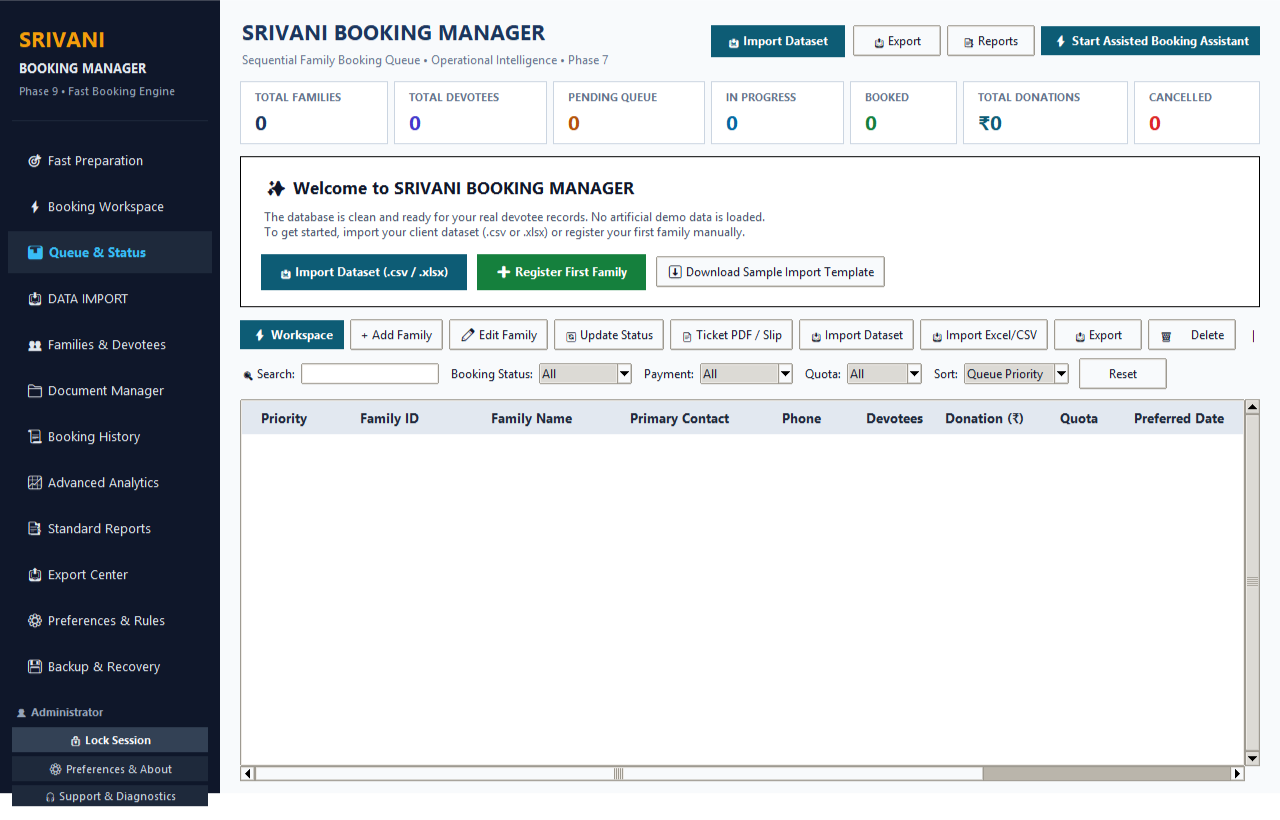 SRIVANI
BOOKING MANAGER
Phase 9 • Fast Booking Engine
Fast Preparation
Booking Workspace
Queue & Status
DATA IMPORT
Families & Devotees
Document Manager
Booking History
Advanced Analytics
Standard Reports
Export Center
Preferences & Rules
Backup & Recovery
Administrator
Lock Session
Preferences & About
Support & Diagnostics
SRIVANI BOOKING MANAGER
Sequential Family Booking Queue • Operational Intelligence • Phase 7
Import Dataset Export Reports Start Assisted Booking Assistant
TOTAL FAMILIES TOTAL DEVOTEES PENDING QUEUE IN PROGRESS BOOKED TOTAL DONATIONS CANCELLED
0 0 0 0 0 ₹0 0
Welcome to SRIVANI BOOKING MANAGER
The database is clean and ready for your real devotee records. No artificial demo data is loaded.
To get started, import your client dataset (.csv or .xlsx) or register your first family manually.
Import Dataset (.csv / .xlsx) Register First Family Download Sample Import Template
Workspace + Add Family Edit Family Update Status Ticket PDF / Slip Import Dataset Import Excel/CSV Export Delete |
Search: Booking Status: All Payment: All Quota: All Sort: Queue Priority Reset
Priority Family ID Family Name Primary Contact Phone Devotees Donation (₹) Quota Preferred Date